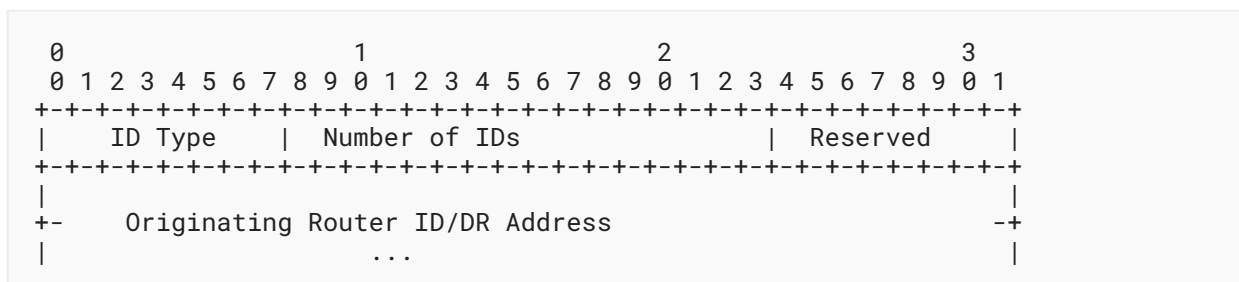 0                   1                   2                   3
 0 1 2 3 4 5 6 7 8 9 0 1 2 3 4 5 6 7 8 9 0 1 2 3 4 5 6 7 8 9 0 1
+-+-+-+-+-+-+-+-+-+-+-+-+-+-+-+-+-+-+-+-+-+-+-+-+-+-+-+-+-+-+-+-+
|    ID Type    |  Number of IDs                |  Reserved     |
+-+-+-+-+-+-+-+-+-+-+-+-+-+-+-+-+-+-+-+-+-+-+-+-+-+-+-+-+-+-+-+-+
|                                                               |
+-    Originating Router ID/DR Address                         -+
|                      ...                                      |